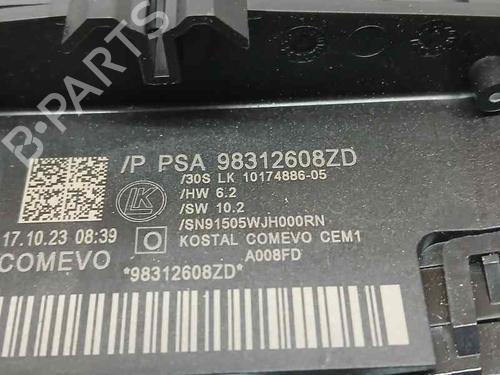 B-PARTS
/P PSA 98312608ZD
/30S LK 10174886-05
/HW 6.2
LK
/SW 10.2
/SN91505WJH000RN
17.10.23 08:39
KOSTAL COMEVO CEM1
COMEVO
A008FD
*98312608ZD*